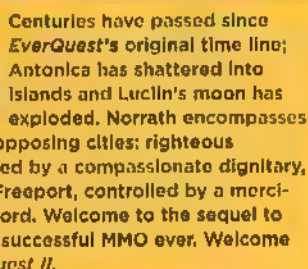 Centuries have passed since
EverQuest's original time line;
Antonica has shattered into
islands and Luclin's moon has
exploded. Norrath encompasses
opposing cities: righteous
ed by a compassionate dignitary,
Freeport, controlled by a merci-
ord. Welcome to the sequel to
successful MMO ever. Welcome
uest II.